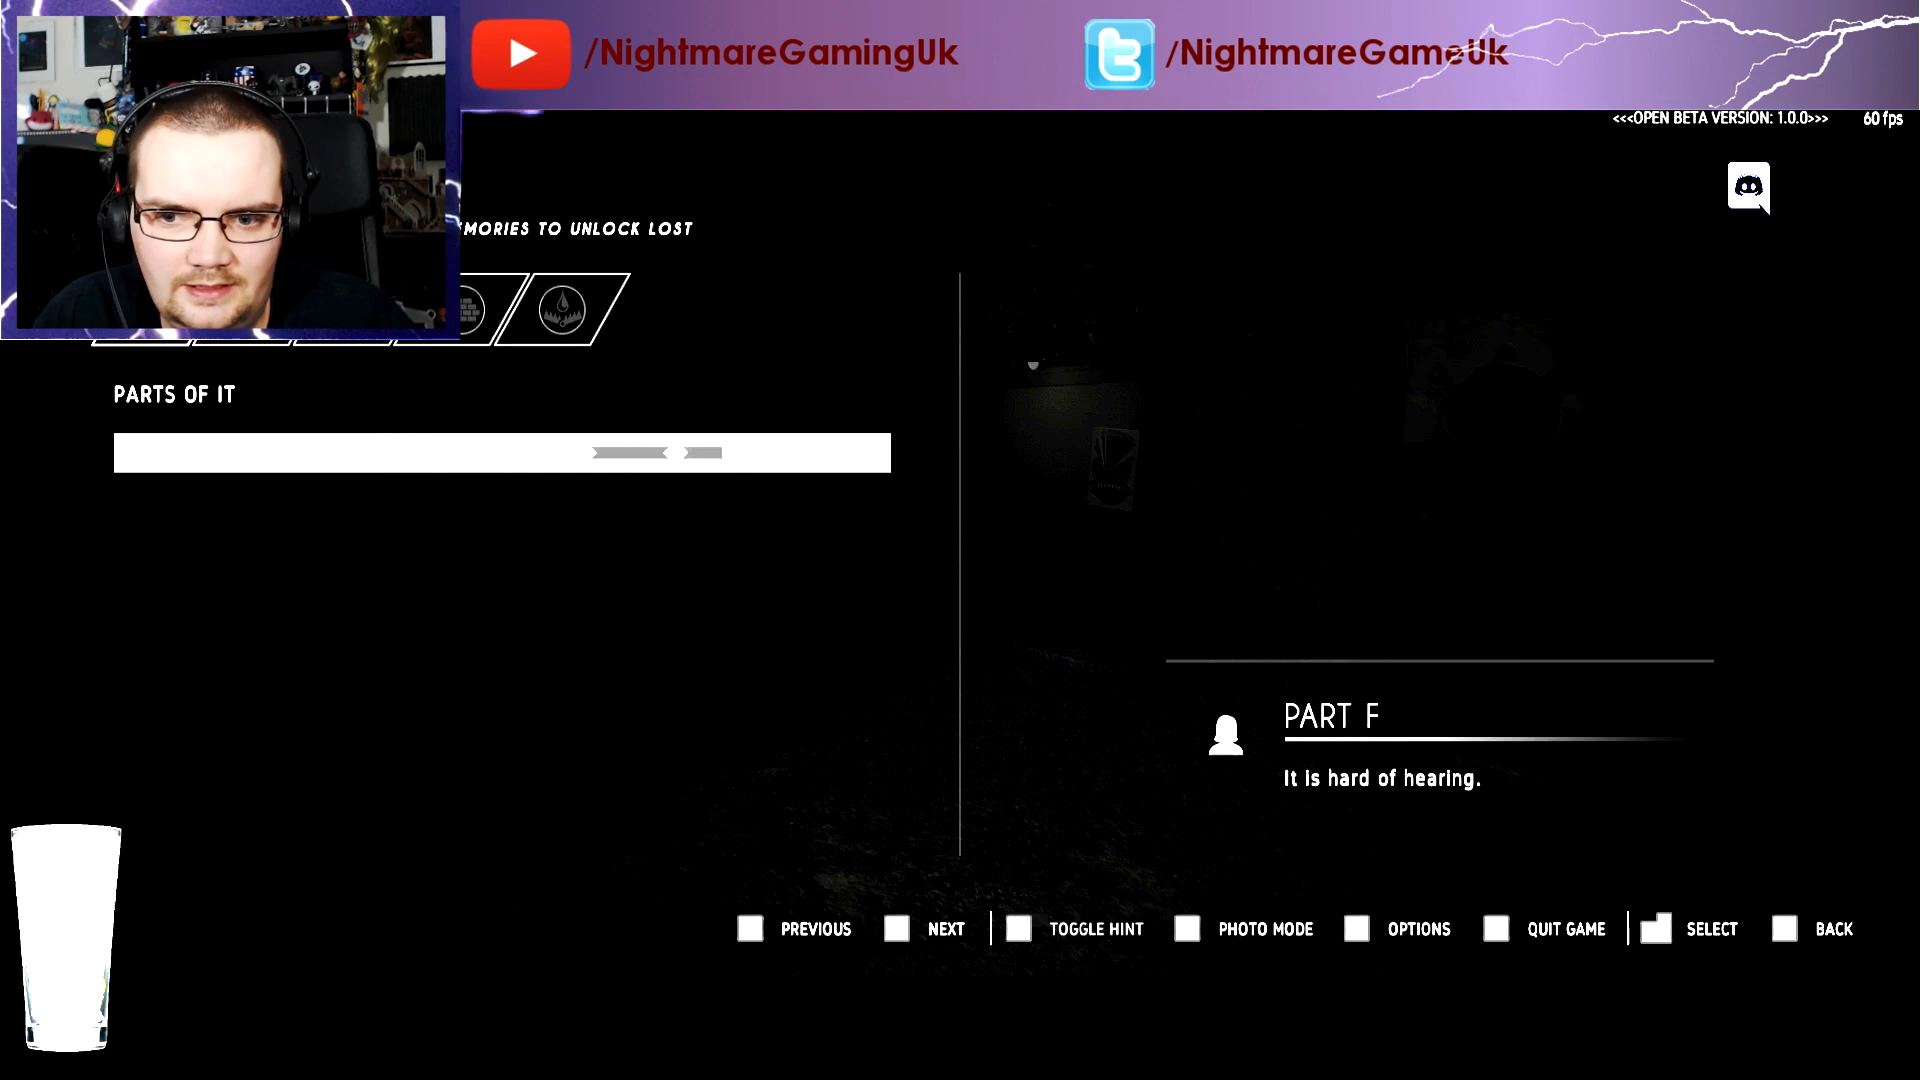 /NightmareGamingUk
/NightmareGameUk
<<<OPEN BETA VERSION: 1.0.0>>> 60 fps
MORIES TO UNLOCK LOST
PARTS OF IT
PART F
It is hard of hearing.
PREVIOUS NEXT TOGGLE HINT PHOTO MODE OPTIONS QUIT GAME SELECT BACK